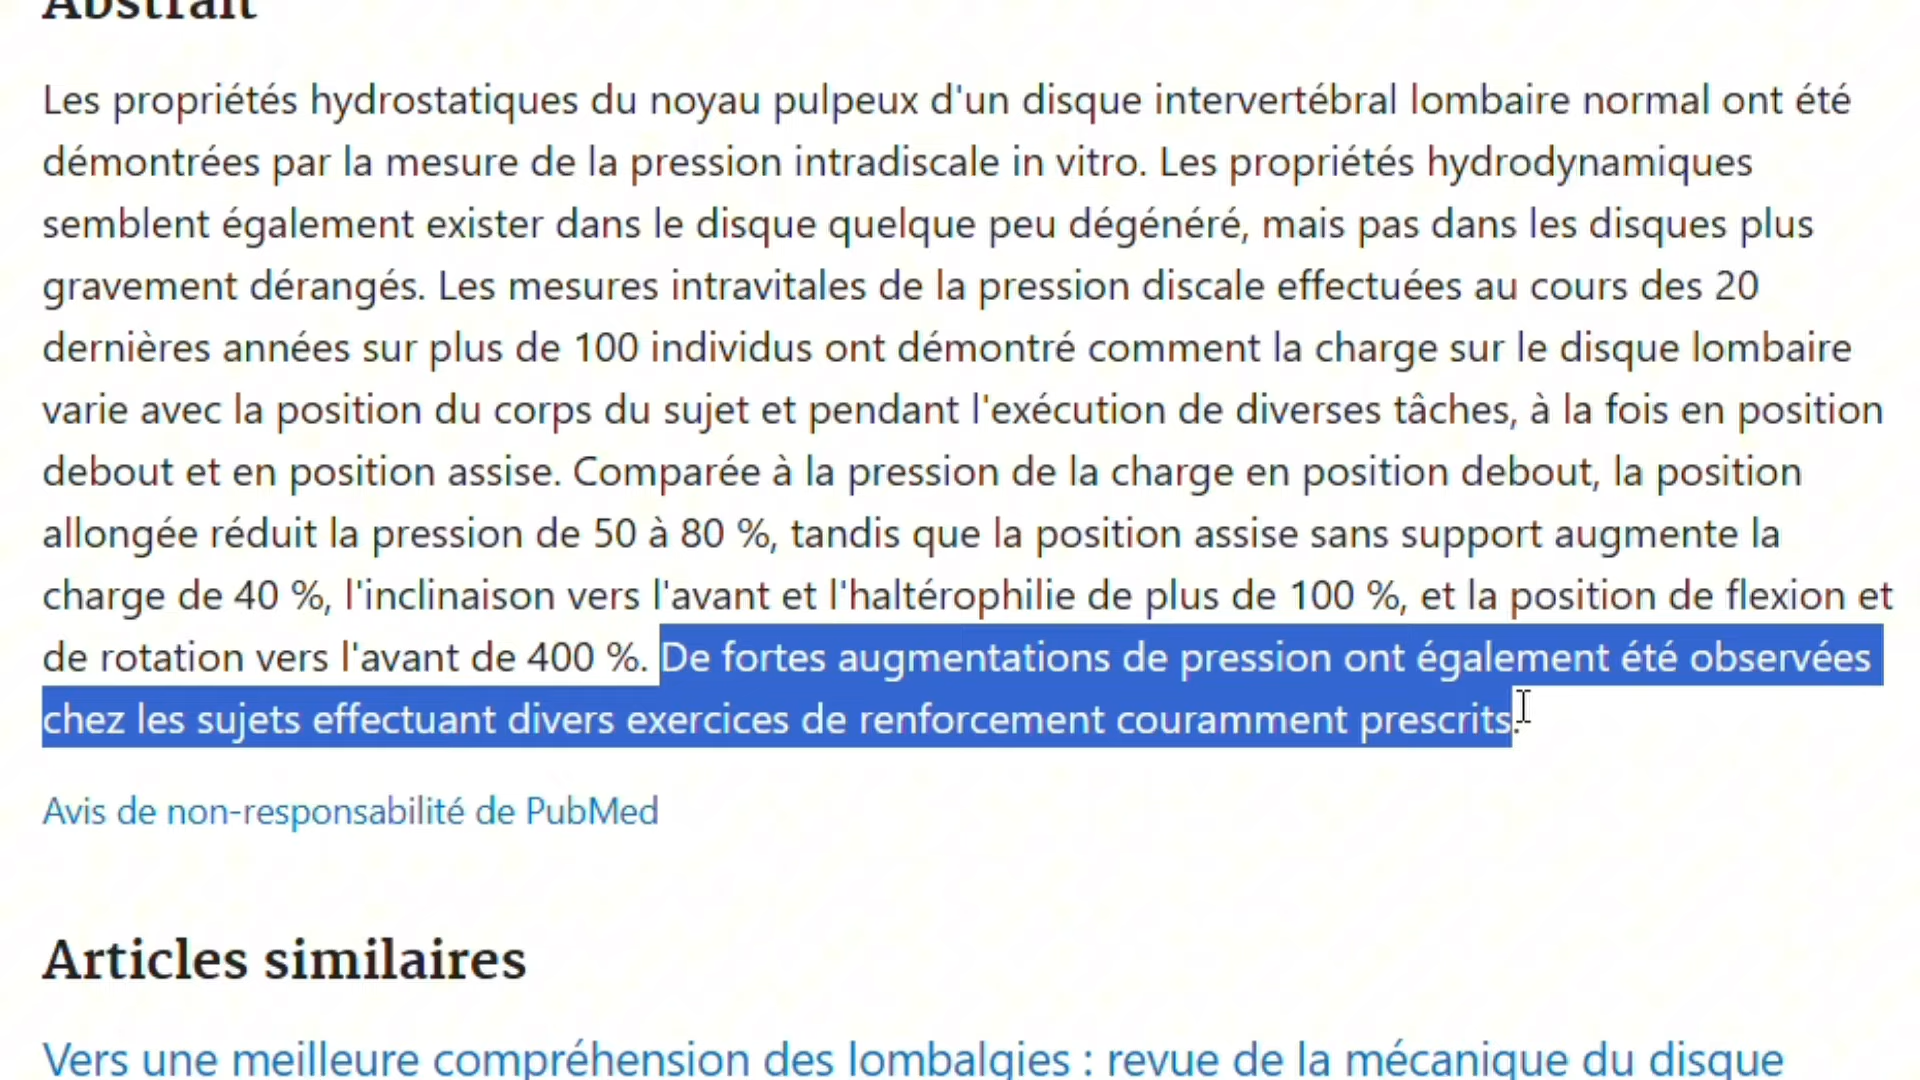 Abstrait
Les propriétés hydrostatiques du noyau pulpeux d'un disque intervertébral lombaire normal ont été
démontrées par la mesure de la pression intradiscale in vitro. Les propriétés hydrodynamiques
semblent également exister dans le disque quelque peu dégénéré, mais pas dans les disques plus
gravement dérangés. Les mesures intravitales de la pression discale effectuées au cours des 20
dernières années sur plus de 100 individus ont démontré comment la charge sur le disque lombaire
varie avec la position du corps du sujet et pendant l'exécution de diverses tâches, à la fois en position
debout et en position assise. Comparée à la pression de la charge en position debout, la position
allongée réduit la pression de 50 à 80 %, tandis que la position assise sans support augmente la
charge de 40 %, l'inclinaison vers l'avant et l'haltérophilie de plus de 100 %, et la position de flexion et
de rotation vers l'avant de 400 %. De fortes augmentations de pression ont également été observées
chez les sujets effectuant divers exercices de renforcement couramment prescrits.
Avis de non-responsabilité de PubMed
Articles similaires
Vers une meilleure compréhension des lombalgies : revue de la mécanique du disque